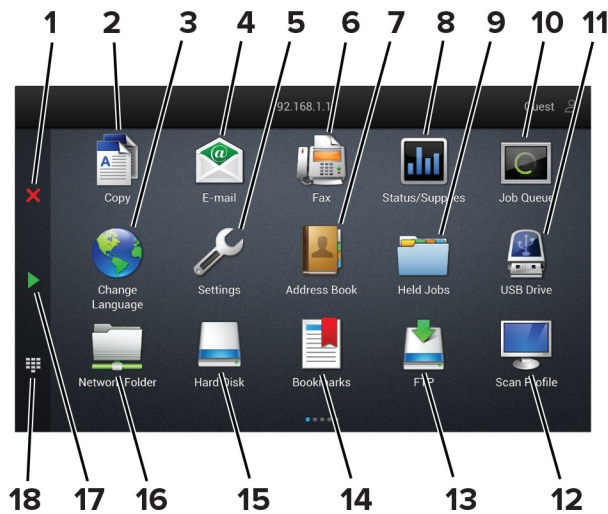 1 2 3 4 5 6 7 8 9 10 11
92.168.1.1 Guest
Copy E-mail Fax Status/Supplies Job Queue
Change Settings Address Book Held Jobs USB Drive
Language
Network Folder Hard Disk Bookmarks FTP Scan Profile
18 17 16 15 14 13 12